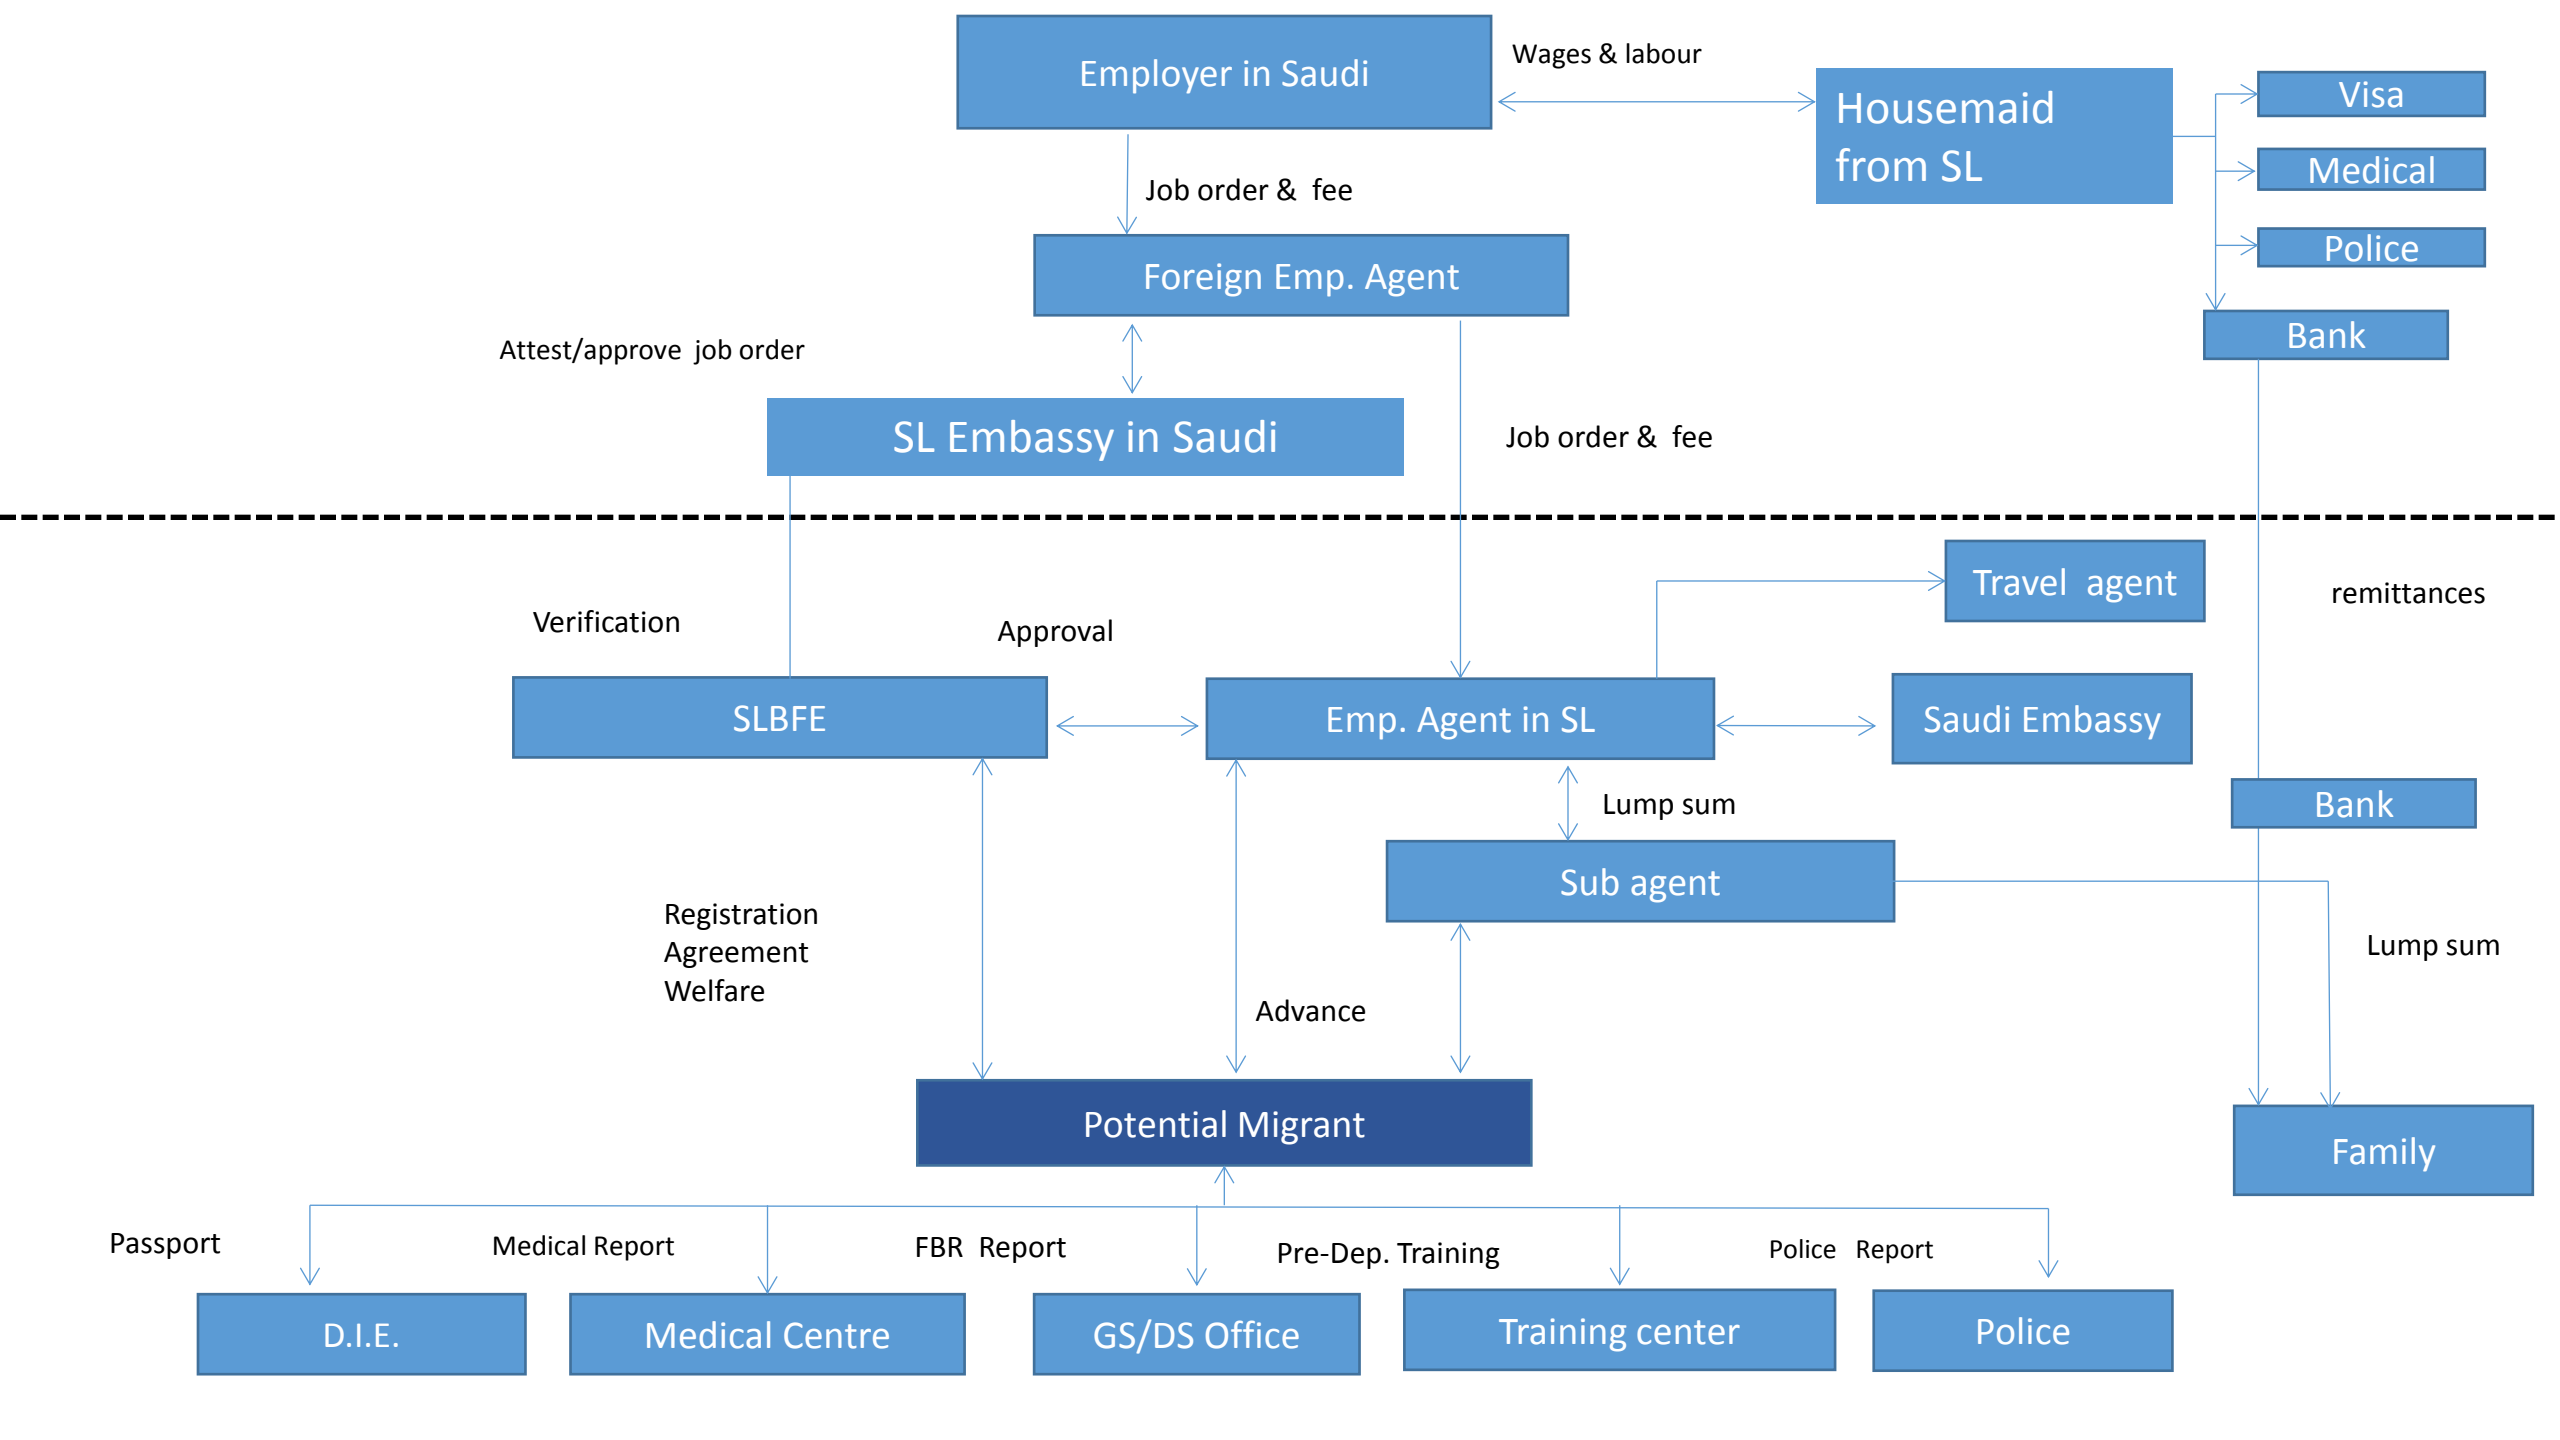 Employer in Saudi
Wages & labour
Housemaid
from SL
Visa
Medical
Police
Bank
Job order &  fee
Foreign Emp. Agent
Attest/approve  job order
SL Embassy in Saudi
Job order &  fee
Travel  agent
remittances
Verification
Approval
SLBFE
Emp. Agent in SL
Saudi Embassy
Bank
Lump sum
Sub agent
Registration
Agreement
Welfare
Lump sum
Advance
Potential Migrant
Family
Passport
Medical Report
FBR  Report
Pre-Dep. Training
Police   Report
D.I.E.
Medical Centre
GS/DS Office
Training center
Police